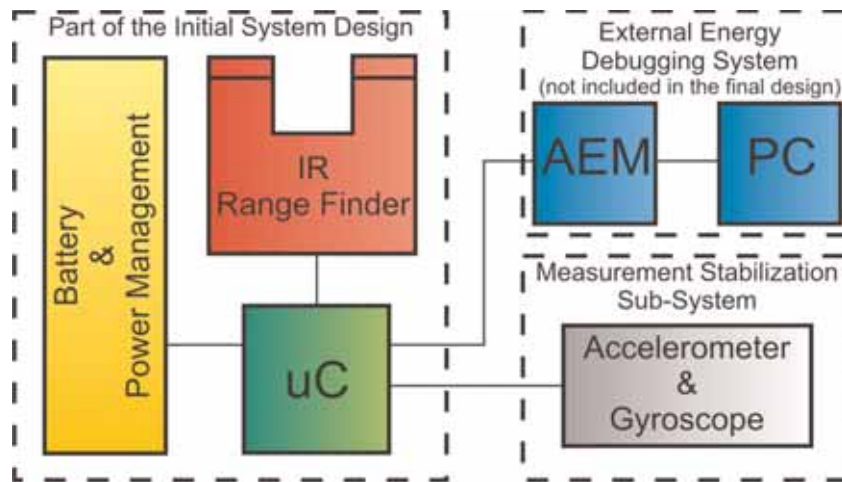 Part of the Initial System Design
Battery
&
Power Management
IR
Range Finder
uC
External Energy
Debugging System
(not included in the final design)
AEM
PC
Measurement Stabilization
Sub-System
Accelerometer
&
Gyroscope